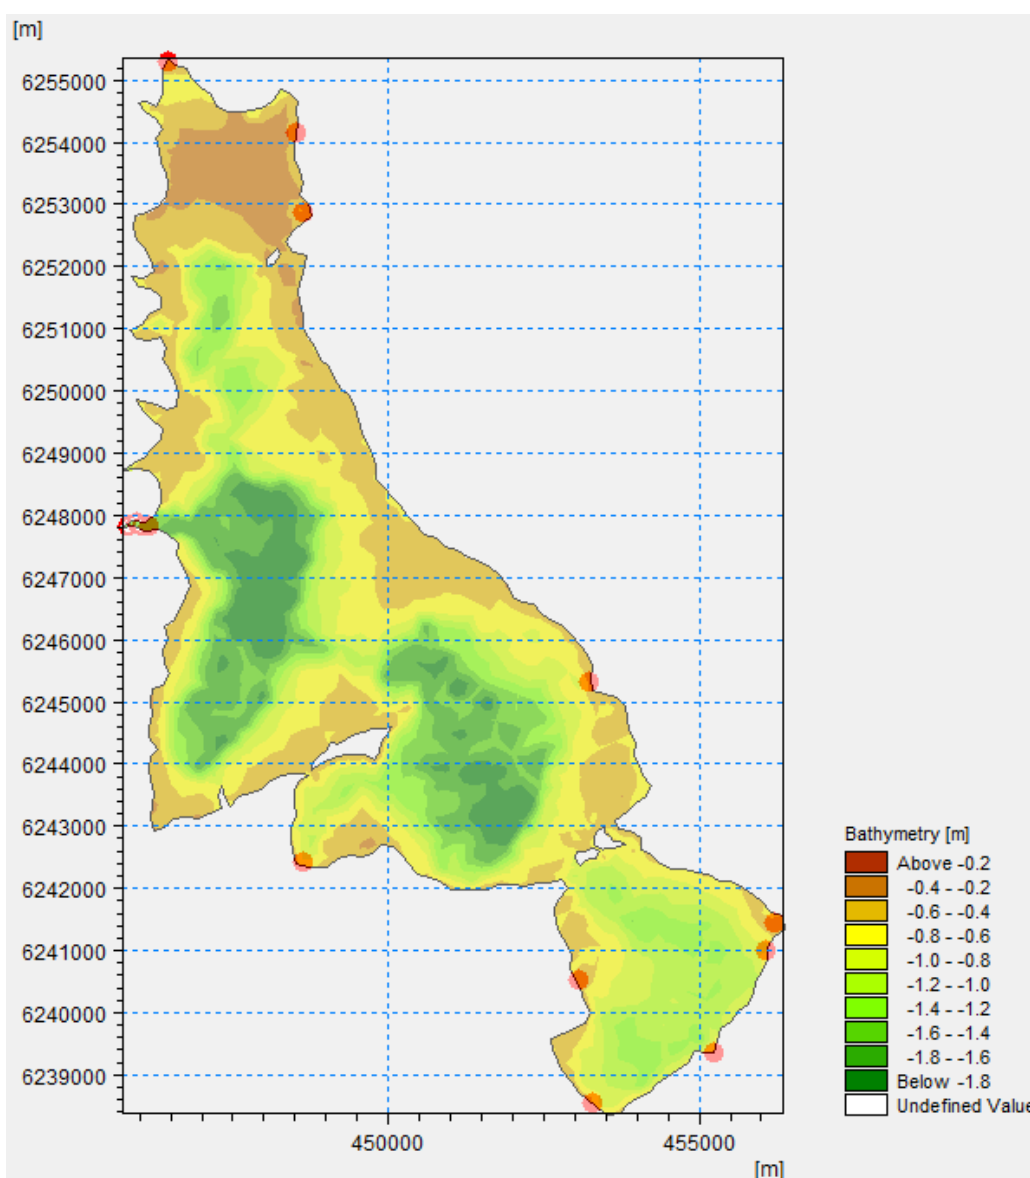 [m]
6255000
6254000
6253000
6252000
6251000
6250000
6249000
6248000
6247000
6246000
6245000
6244000
6243000
6242000
6241000
6240000
6239000
450000 455000
[m]
Bathymetry [m]
Above -0.2
-0.4 - -0.2
-0.6 - -0.4
-0.8 - -0.6
-1.0 - -0.8
-1.2 - -1.0
-1.4 - -1.2
-1.6 - -1.4
-1.8 - -1.6
Below -1.8
Undefined Value